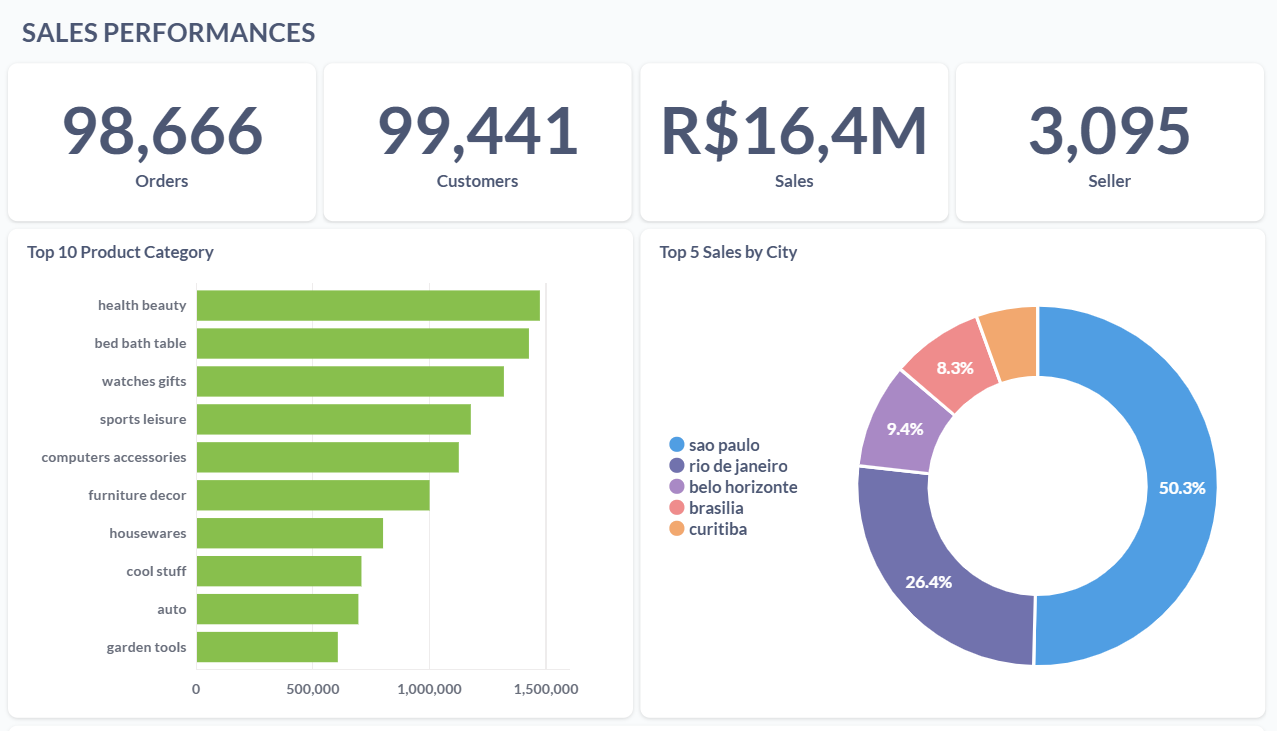 SALES PERFORMANCES
98,666
Orders
99,441
Customers
R$16,4M
Sales
3,095
Seller
Top 10 Product Category
health beauty
bed bath table
watches gifts
sports leisure
computers accessories
furniture decor
housewares
cool stuff
auto
garden tools
0
500,000
1,000,000
1,500,000
Top 5 Sales by City
sao paulo
rio de janeiro
belo horizonte
brasilia
curitiba
8.3%
9.4%
50.3%
26.4%